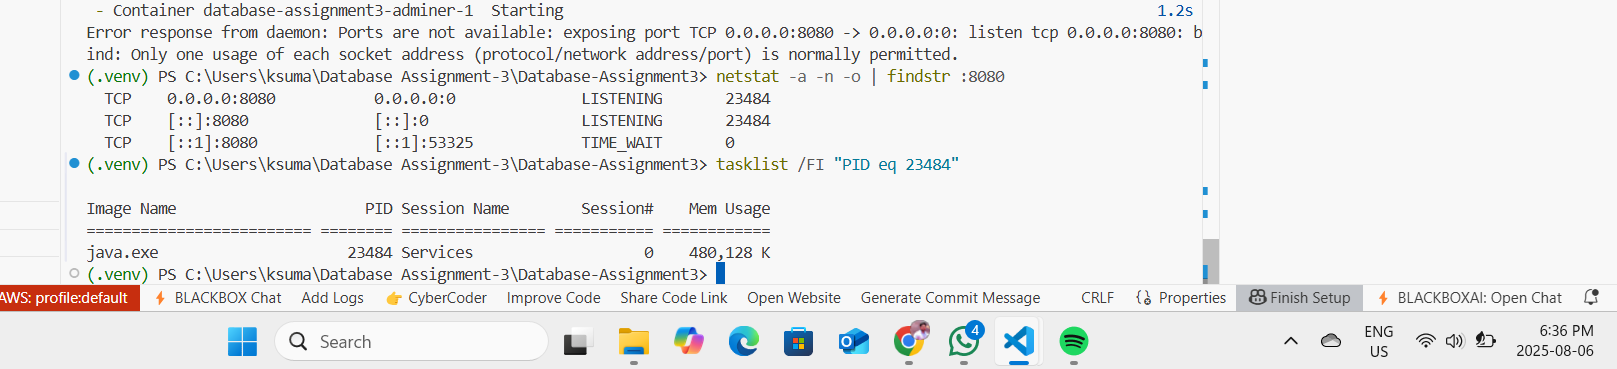 - Container database-assignment3-adminer-1  Starting 1.2s
Error response from daemon: Ports are not available: exposing port TCP 0.0.0.0:8080 -> 0.0.0.0:0: listen tcp 0.0.0.0:8080: b
ind: Only one usage of each socket address (protocol/network address/port) is normally permitted.
(.venv) PS C:\Users\ksuma\Database Assignment-3\Database-Assignment3> netstat -a -n -o | findstr :8080
TCP    0.0.0.0:8080           0.0.0.0:0              LISTENING       23484
TCP    [::]:8080              [::]:0                 LISTENING       23484
TCP    [::1]:8080             [::1]:53325            TIME_WAIT       0
(.venv) PS C:\Users\ksuma\Database Assignment-3\Database-Assignment3> tasklist /FI "PID eq 23484"
Image Name                     PID Session Name        Session#    Mem Usage
========================= ======== ================ =========== ============
java.exe                     23484 Services                   0    480,128 K
(.venv) PS C:\Users\ksuma\Database Assignment-3\Database-Assignment3>
AWS: profile:default BLACKBOX Chat Add Logs CyberCoder Improve Code Share Code Link Open Website Generate Commit Message CRLF Properties Finish Setup BLACKBOXAI: Open Chat
Search 4 ENG 6:36 PM
US 2025-08-06